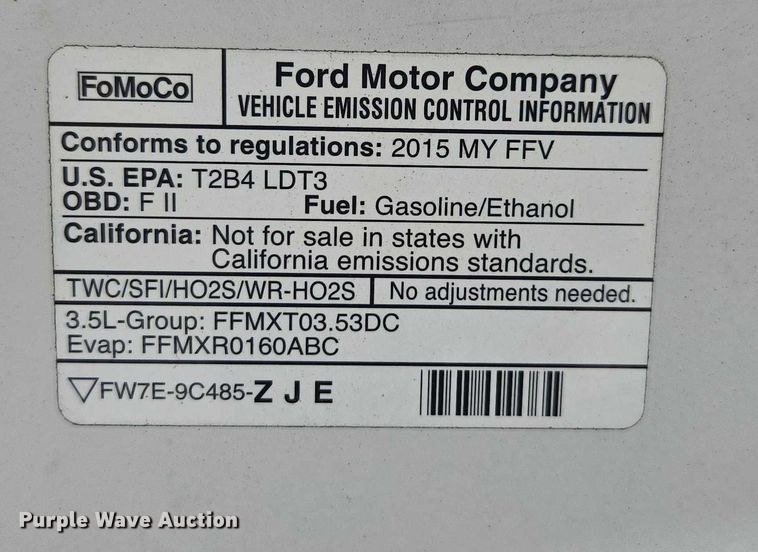 FoMoCo
Ford Motor Company
VEHICLE EMISSION CONTROL INFORMATION
Conforms to regulations: 2015 MY FFV
U.S. EPA: T2B4 LDT3
OBD: F II Fuel: Gasoline/Ethanol
California: Not for sale in states with
California emissions standards.
TWC/SFI/HO2S/WR-HO2S No adjustments needed.
3.5L-Group: FFMXT03.53DC
Evap: FFMXR0160ABC
FW7E-9C485-Z J E
Purple Wave Auction